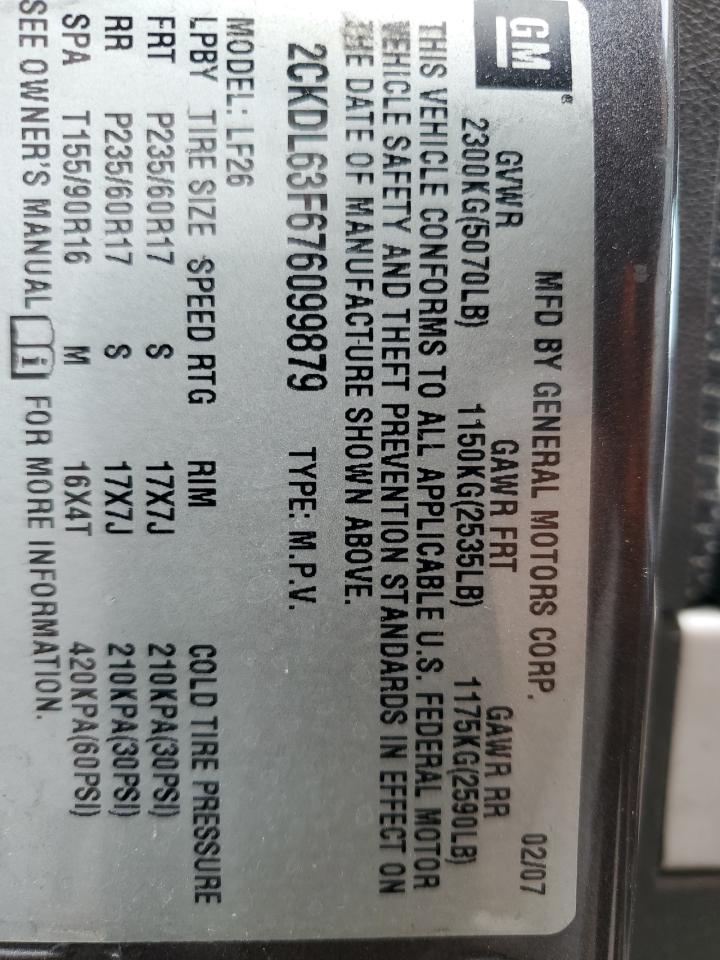 GM®
MFD BY GENERAL MOTORS CORP. 02/07
GVWR GAWR FRT GAWR RR
2300KG(5070LB) 1150KG(2535LB) 1175KG(2590LB)
THIS VEHICLE CONFORMS TO ALL APPLICABLE U.S. FEDERAL MOTOR
VEHICLE SAFETY AND THEFT PREVENTION STANDARDS IN EFFECT ON
THE DATE OF MANUFACTURE SHOWN ABOVE.
2CKDL63F676099879 TYPE: M.P.V.
MODEL: LF26
LPBY TIRE SIZE SPEED RTG RIM COLD TIRE PRESSURE
FRT P235/60R17 S 17X7J 210KPA(30PSI)
RR P235/60R17 S 17X7J 210KPA(30PSI)
SPA T155/90R16 M 16X4T 420KPA(60PSI)
SEE OWNER'S MANUAL i FOR MORE INFORMATION.